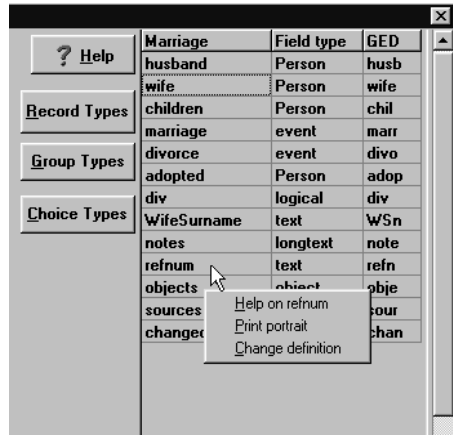 Marriage Field type GED
? Help
husband Person husb
wife Person wife
Record Types
children Person chil
marriage event marr
Group Types
divorce event divo
adopted Person adop
div logical div
Choice Types
WifeSurname text WSn
notes longtext note
refnum text refn
objects object obje
Help on refnum
sources sour
Print portrait
changed chan
Change definition